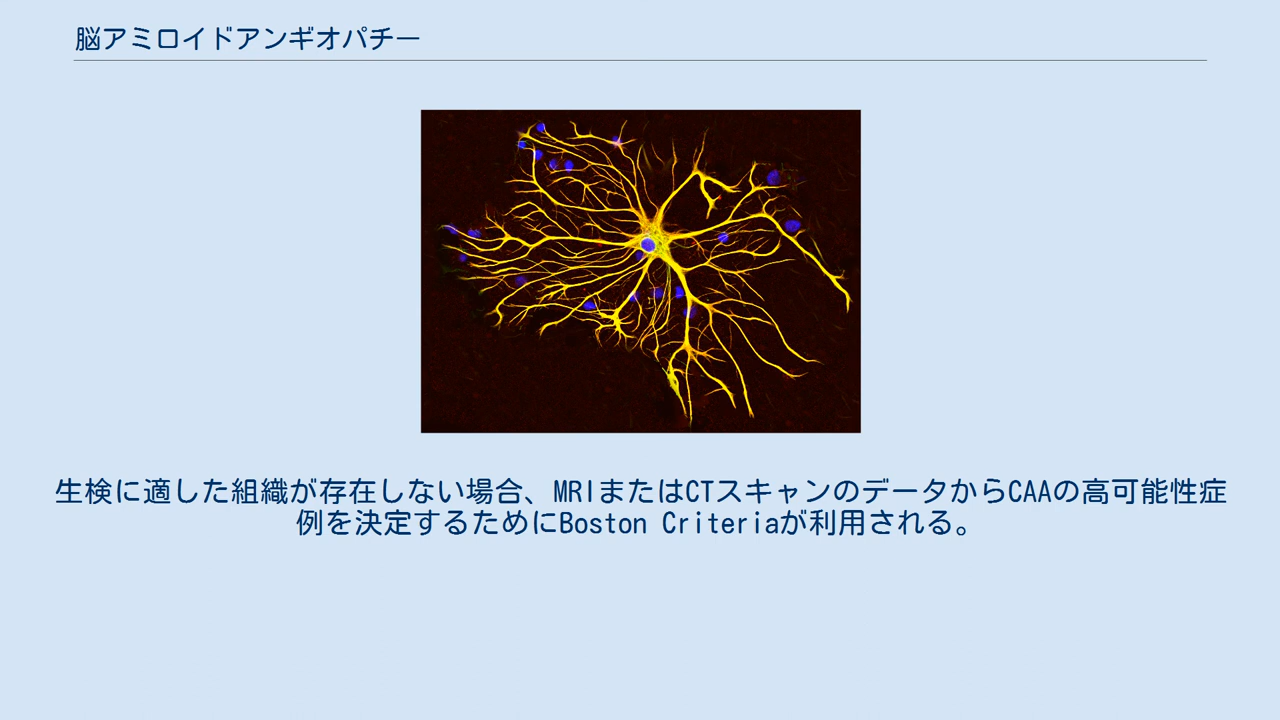 脳アミロイドアンギオパチー
生検に適した組織が存在しない場合、MRIまたはCTスキャンのデータからCAAの高可能性症
例を決定するためにBoston Criteriaが利用される。